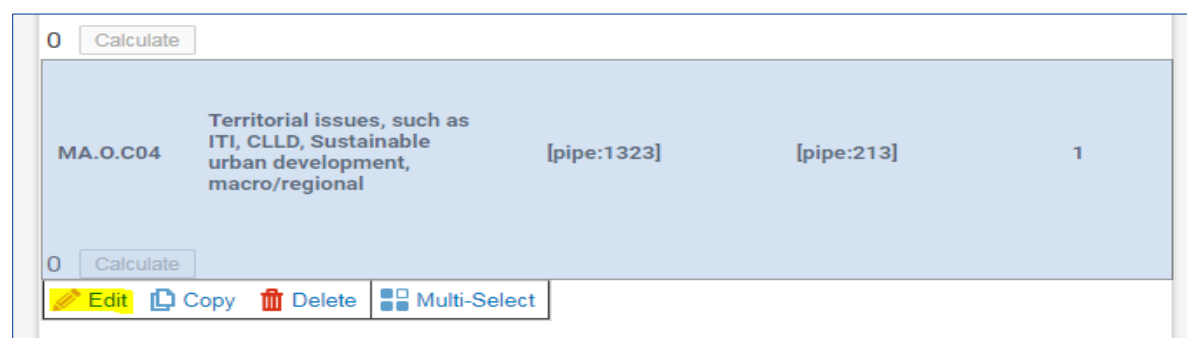 0 Calculate
Territorial issues, such as
ITI, CLLD, Sustainable
MA.O.C04 urban development, [pipe:1323] [pipe:213] 1
macro/regional
0 Calculate
Edit Copy Delete Multi-Select